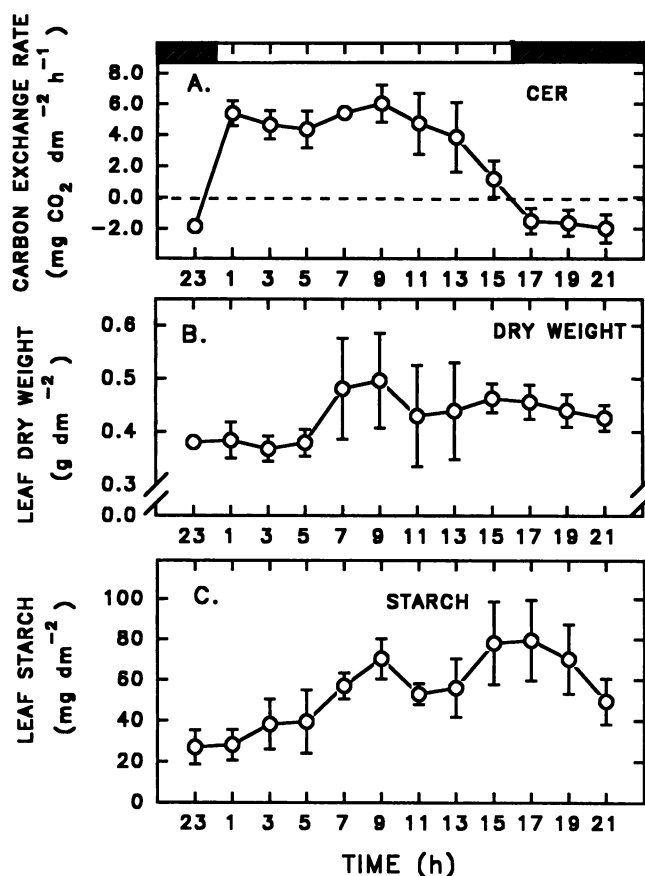 CARBON EXCHANGE RATE
(mg CO2 dm−2 h−1)
A.
CER
8.0
6.0
4.0
2.0
0.0
−2.0
23 1 3 5 7 9 11 13 15 17 19 21
LEAF DRY WEIGHT
(g dm−2)
B.
DRY WEIGHT
0.6
0.5
0.4
0.3
0.0
23 1 3 5 7 9 11 13 15 17 19 21
LEAF STARCH
(mg dm−2)
C.
STARCH
100
80
60
40
20
0
23 1 3 5 7 9 11 13 15 17 19 21
TIME (h)